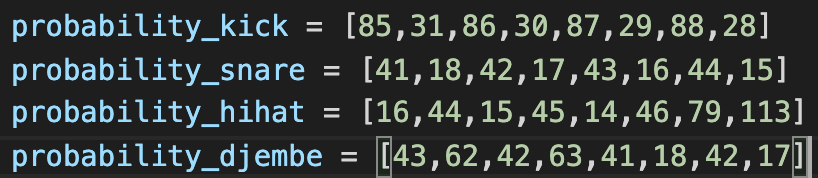 probability_kick = [85,31,86,30,87,29,88,28]
probability_snare = [41,18,42,17,43,16,44,15]
probability_hihat = [16,44,15,45,14,46,79,113]
probability_djembe = [43,62,42,63,41,18,42,17]